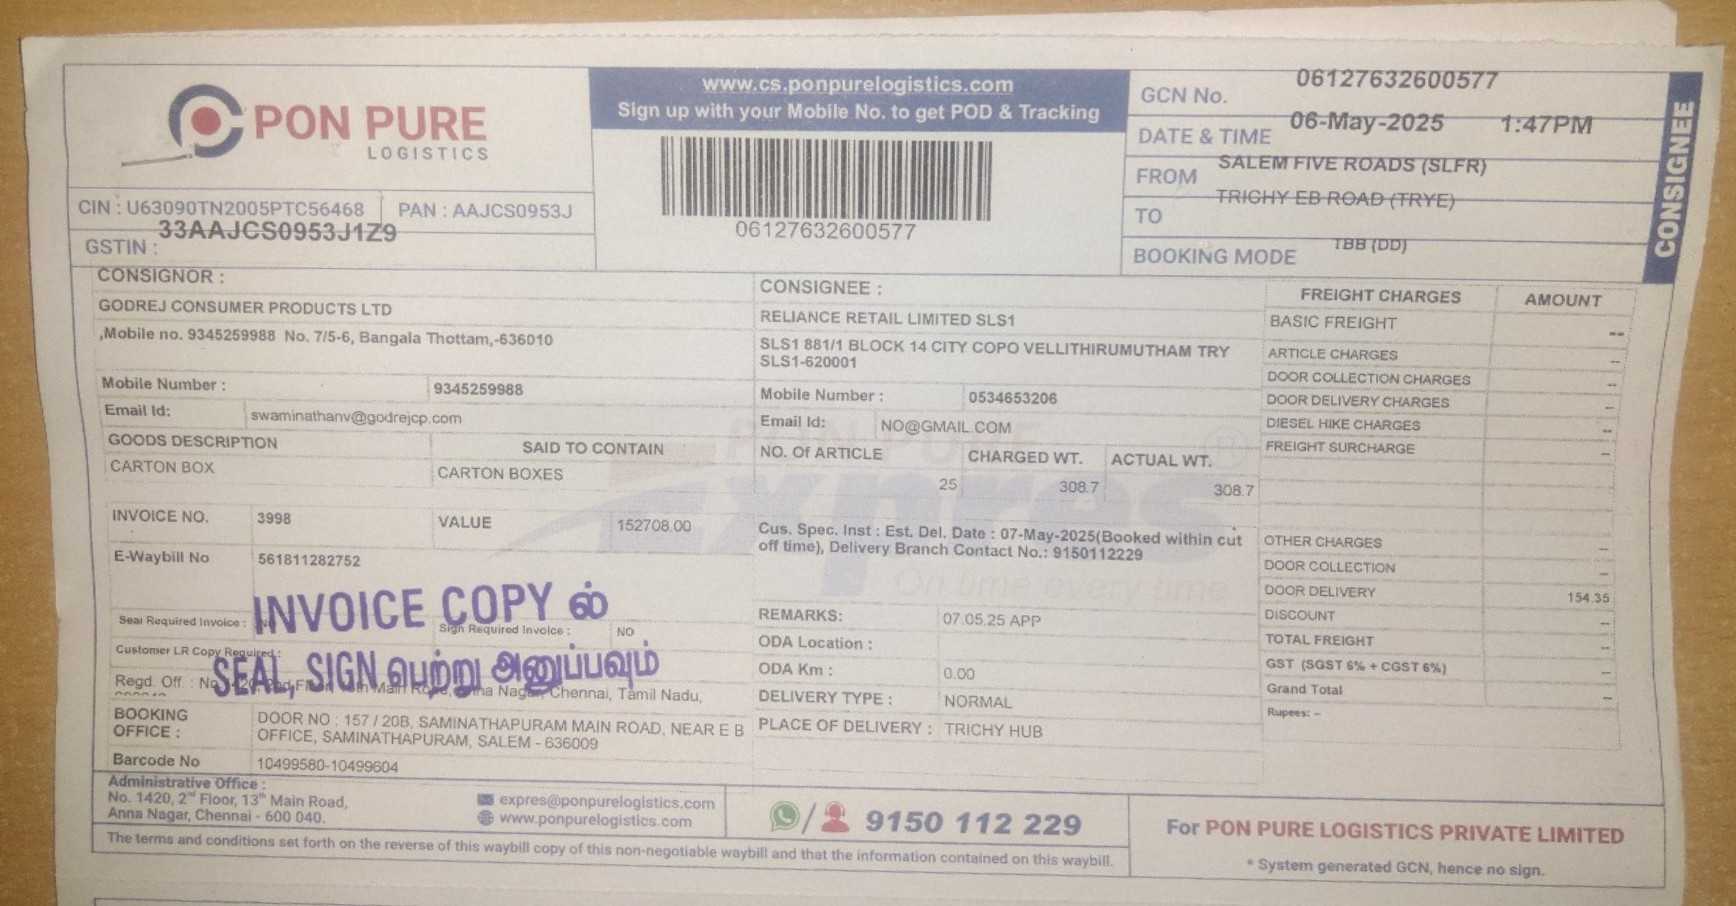 PON PURE
LOGISTICS
www.cs.ponpurelogistics.com
Sign up with your Mobile No. to get POD & Tracking
06127632600577
GCN No. 06127632600577
DATE & TIME 06-May-2025 1:47PM
FROM SALEM FIVE ROADS (SLFR)
TO TRICHY EB ROAD (TRYE)
BOOKING MODE TBB (DD)
CONSIGNEE
CIN : U63090TN2005PTC56468 PAN : AAJCS0953J
GSTIN : 33AAJCS0953J1Z9
CONSIGNOR :
GODREJ CONSUMER PRODUCTS LTD
,Mobile no. 9345259988 No. 7/5-6, Bangala Thottam,-636010
Mobile Number : 9345259988
Email Id: swaminathanv@godrejcp.com
GOODS DESCRIPTION SAID TO CONTAIN
CARTON BOX CARTON BOXES
INVOICE NO. 3998 VALUE 152708.00
E-Waybill No 561811282752
INVOICE COPY ல்
Seal Required Invoice : Sign Required Invoice : NO
Customer LR Copy Required :
SEAL, SIGN பெற்று அனுப்பவும்
Regd. Off : No Main Road, Anna Nagar, Chennai, Tamil Nadu,
BOOKING OFFICE : DOOR NO : 157 / 20B, SAMINATHAPURAM MAIN ROAD, NEAR E B
OFFICE, SAMINATHAPURAM, SALEM - 636009
Barcode No 10499580-10499604
CONSIGNEE :
RELIANCE RETAIL LIMITED SLS1
SLS1 881/1 BLOCK 14 CITY COPO VELLITHIRUMUTHAM TRY
SLS1-620001
Mobile Number : 0534653206
Email Id: NO@GMAIL.COM
NO. Of ARTICLE CHARGED WT. ACTUAL WT.
25 308.7 308.7
PON PURE
Expres
On time every time
Cus. Spec. Inst : Est. Del. Date : 07-May-2025(Booked within cut
off time), Delivery Branch Contact No.: 9150112229
REMARKS: 07.05.25 APP
ODA Location :
ODA Km : 0.00
DELIVERY TYPE : NORMAL
PLACE OF DELIVERY : TRICHY HUB
FREIGHT CHARGES AMOUNT
BASIC FREIGHT --
ARTICLE CHARGES --
DOOR COLLECTION CHARGES --
DOOR DELIVERY CHARGES --
DIESEL HIKE CHARGES --
FREIGHT SURCHARGE --
OTHER CHARGES --
DOOR COLLECTION --
DOOR DELIVERY 154.35
DISCOUNT --
TOTAL FREIGHT --
GST (SGST 6% + CGST 6%) --
Grand Total --
Rupees: --
Administrative Office :
No. 1420, 2nd Floor, 13th Main Road,
Anna Nagar, Chennai - 600 040.
expres@ponpurelogistics.com
www.ponpurelogistics.com
/ 9150 112 229
For PON PURE LOGISTICS PRIVATE LIMITED
* System generated GCN, hence no sign.
The terms and conditions set forth on the reverse of this waybill copy of this non-negotiable waybill and that the information contained on this waybill.